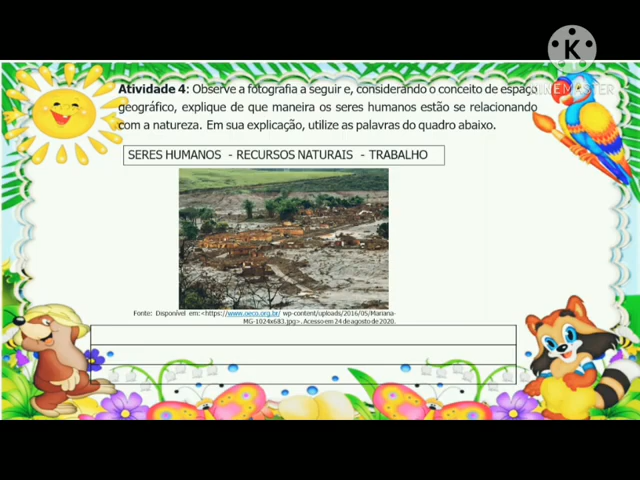 K
KINEMASTER
Atividade 4: Observe a fotografia a seguir e, considerando o conceito de espaço
geográfico, explique de que maneira os seres humanos estão se relacionando
com a natureza. Em sua explicação, utilize as palavras do quadro abaixo.
SERES HUMANOS - RECURSOS NATURAIS - TRABALHO
Fonte: Disponível em:<https://www.oeco.org.br/ wp-content/uploads/2016/05/Mariana-
MG-1024x683.jpg>. Acesso em 24 de agosto de 2020.